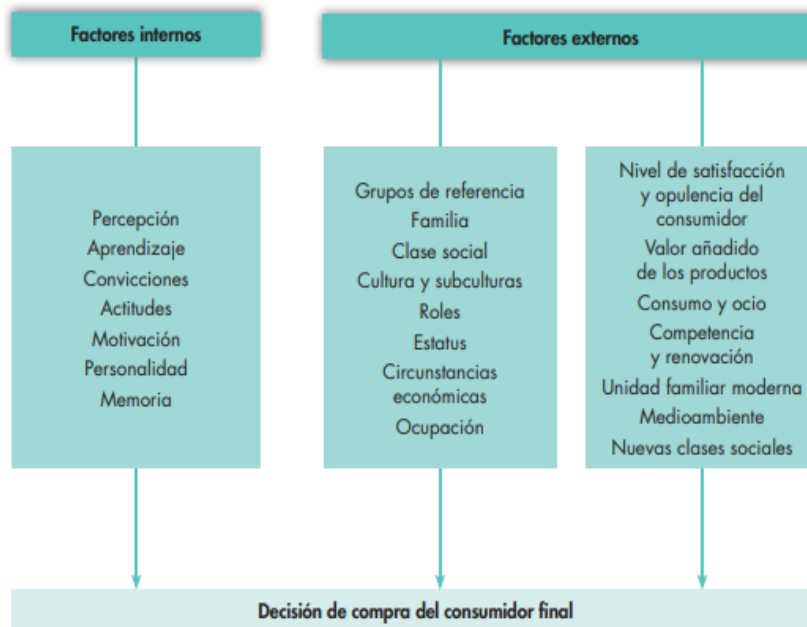 Factores internos
Factores externos
Percepción
Aprendizaje
Convicciones
Actitudes
Motivación
Personalidad
Memoria
Grupos de referencia
Familia
Clase social
Cultura y subculturas
Roles
Estatus
Circunstancias
económicas
Ocupación
Nivel de satisfacción
y opulencia del
consumidor
Valor añadido
de los productos
Consumo y ocio
Competencia
y renovación
Unidad familiar moderna
Medioambiente
Nuevas clases sociales
Decisión de compra del consumidor final